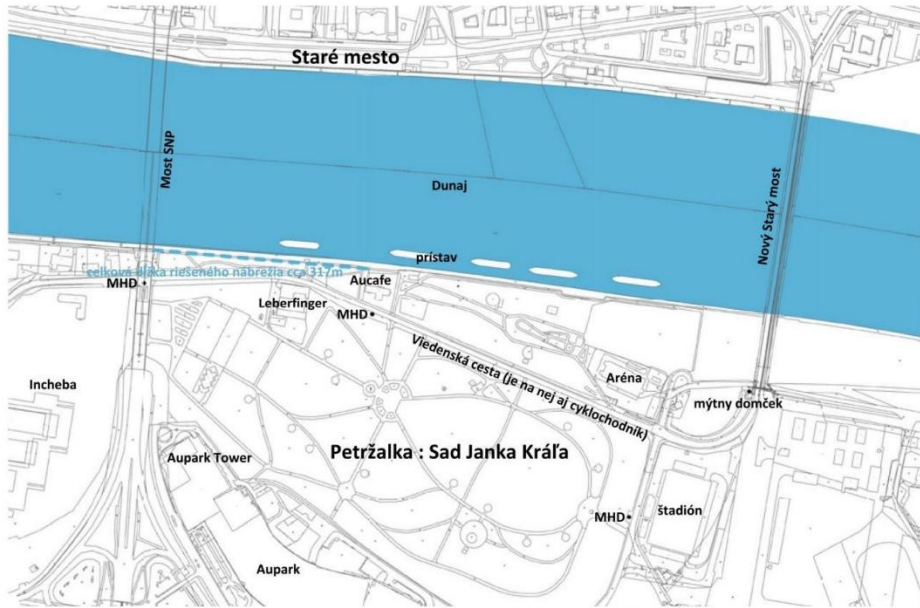 Staré mesto
Most SNP
Dunaj
Nový Starý most
prístav
celková dĺžka riešeného nábrežia cca 317m
MHD
Aucafe
Leberfinger
MHD
Viedenská cesta (je na nej aj cyklochodník)
Aréna
Incheba
mýtny domček
Petržalka : Sad Janka Kráľa
Aupark Tower
štadión
MHD
Aupark